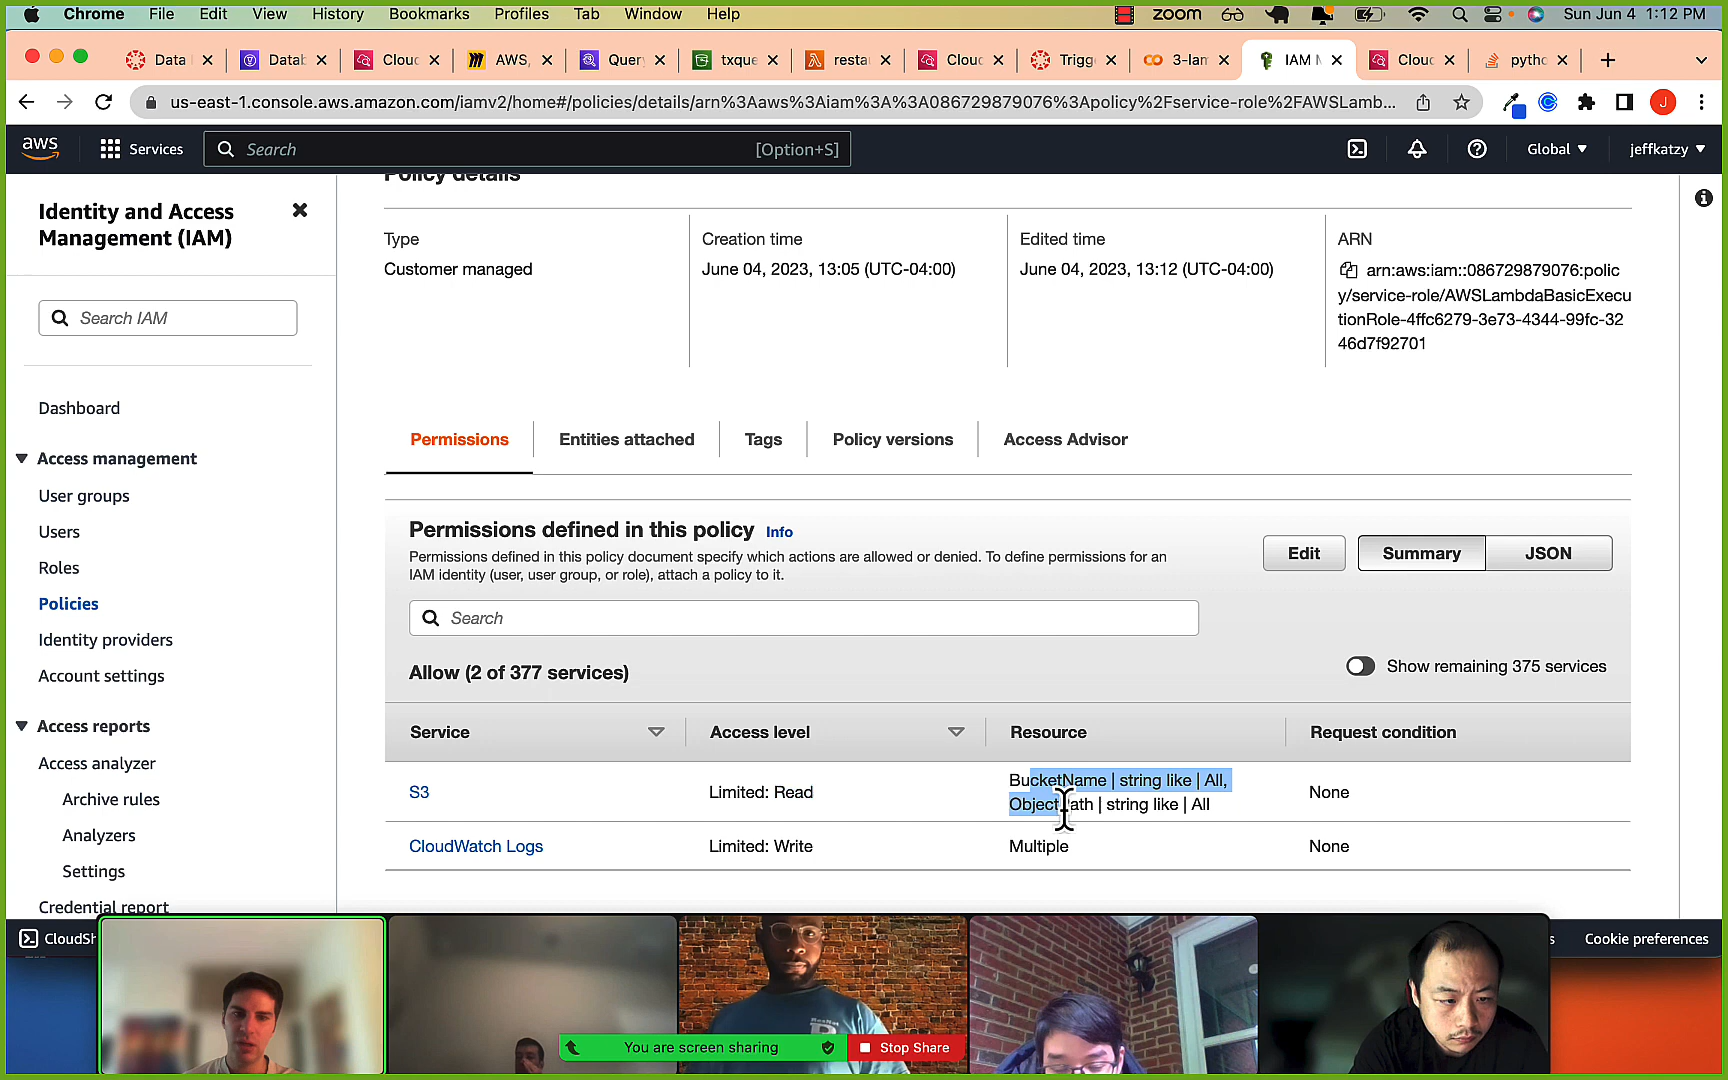 Chrome File Edit View History Bookmarks Profiles Tab Window Help zoom Sun Jun 4 1:12 PM
Data Datab Clouc AWS, Query txque resta Clouc Trigg 3-lam IAM Clouc pytho
us-east-1.console.aws.amazon.com/iamv2/home#/policies/details/arn%3Aaws%3Aiam%3A%3A086729879076%3Apolicy%2Fservice-role%2FAWSLamb... J
aws Services Search [Option+S] Global jeffkatzy
Identity and Access
Management (IAM)
Search IAM
Dashboard
Access management
User groups
Users
Roles
Policies
Identity providers
Account settings
Access reports
Access analyzer
Archive rules
Analyzers
Settings
Credential report
Policy details
Type
Customer managed
Creation time
June 04, 2023, 13:05 (UTC-04:00)
Edited time
June 04, 2023, 13:12 (UTC-04:00)
ARN
arn:aws:iam::086729879076:polic
y/service-role/AWSLambdaBasicExecu
tionRole-4ffc6279-3e73-4344-99fc-32
46d7f92701
Permissions Entities attached Tags Policy versions Access Advisor
Permissions defined in this policy Info
Permissions defined in this policy document specify which actions are allowed or denied. To define permissions for an
IAM identity (user, user group, or role), attach a policy to it.
Edit Summary JSON
Search
Allow (2 of 377 services)
Show remaining 375 services
Service Access level Resource Request condition
S3 Limited: Read BucketName | string like | All, None
ObjectPath | string like | All
CloudWatch Logs Limited: Write Multiple None
CloudSh Cookie preferences
You are screen sharing Stop Share